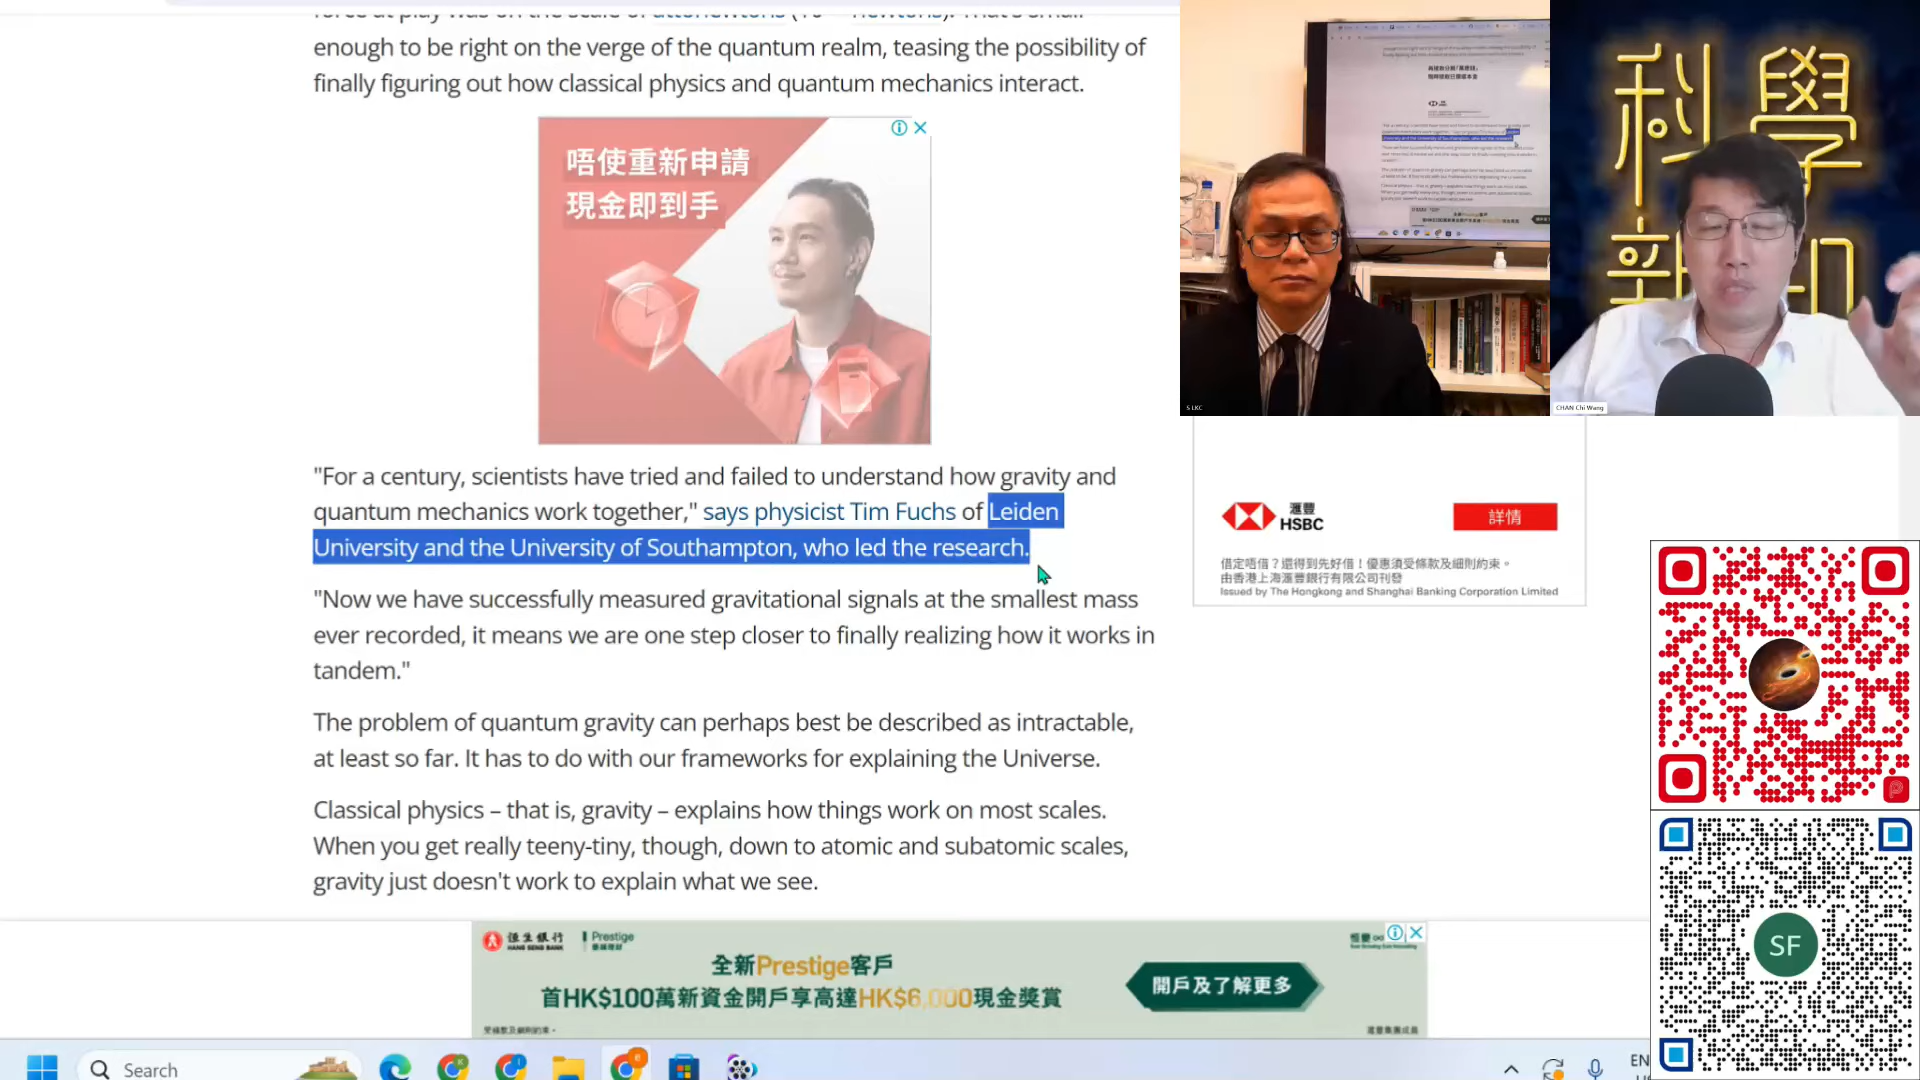 enough to be right on the verge of the quantum realm, teasing the possibility of
finally figuring out how classical physics and quantum mechanics interact.
唔使重新申請
現金即到手
"For a century, scientists have tried and failed to understand how gravity and
quantum mechanics work together," says physicist Tim Fuchs of Leiden
University and the University of Southampton, who led the research.
"Now we have successfully measured gravitational signals at the smallest mass
ever recorded, it means we are one step closer to finally realizing how it works in
tandem."
The problem of quantum gravity can perhaps best be described as intractable,
at least so far. It has to do with our frameworks for explaining the Universe.
Classical physics – that is, gravity – explains how things work on most scales.
When you get really teeny-tiny, though, down to atomic and subatomic scales,
gravity just doesn't work to explain what we see.
科學
新知
S LKC
CHAN Chi Wang
滙豐
HSBC
詳情
借定唔借？還得到先好借！優惠須受條款及細則約束。
由香港上海滙豐銀行有限公司刊發
Issued by The Hongkong and Shanghai Banking Corporation Limited
恒生銀行
HANG SENG BANK
Prestige
全新Prestige客戶
首HK$100萬新資金開戶享高達HK$6,000現金獎賞
開戶及了解更多
SF
Search
EN